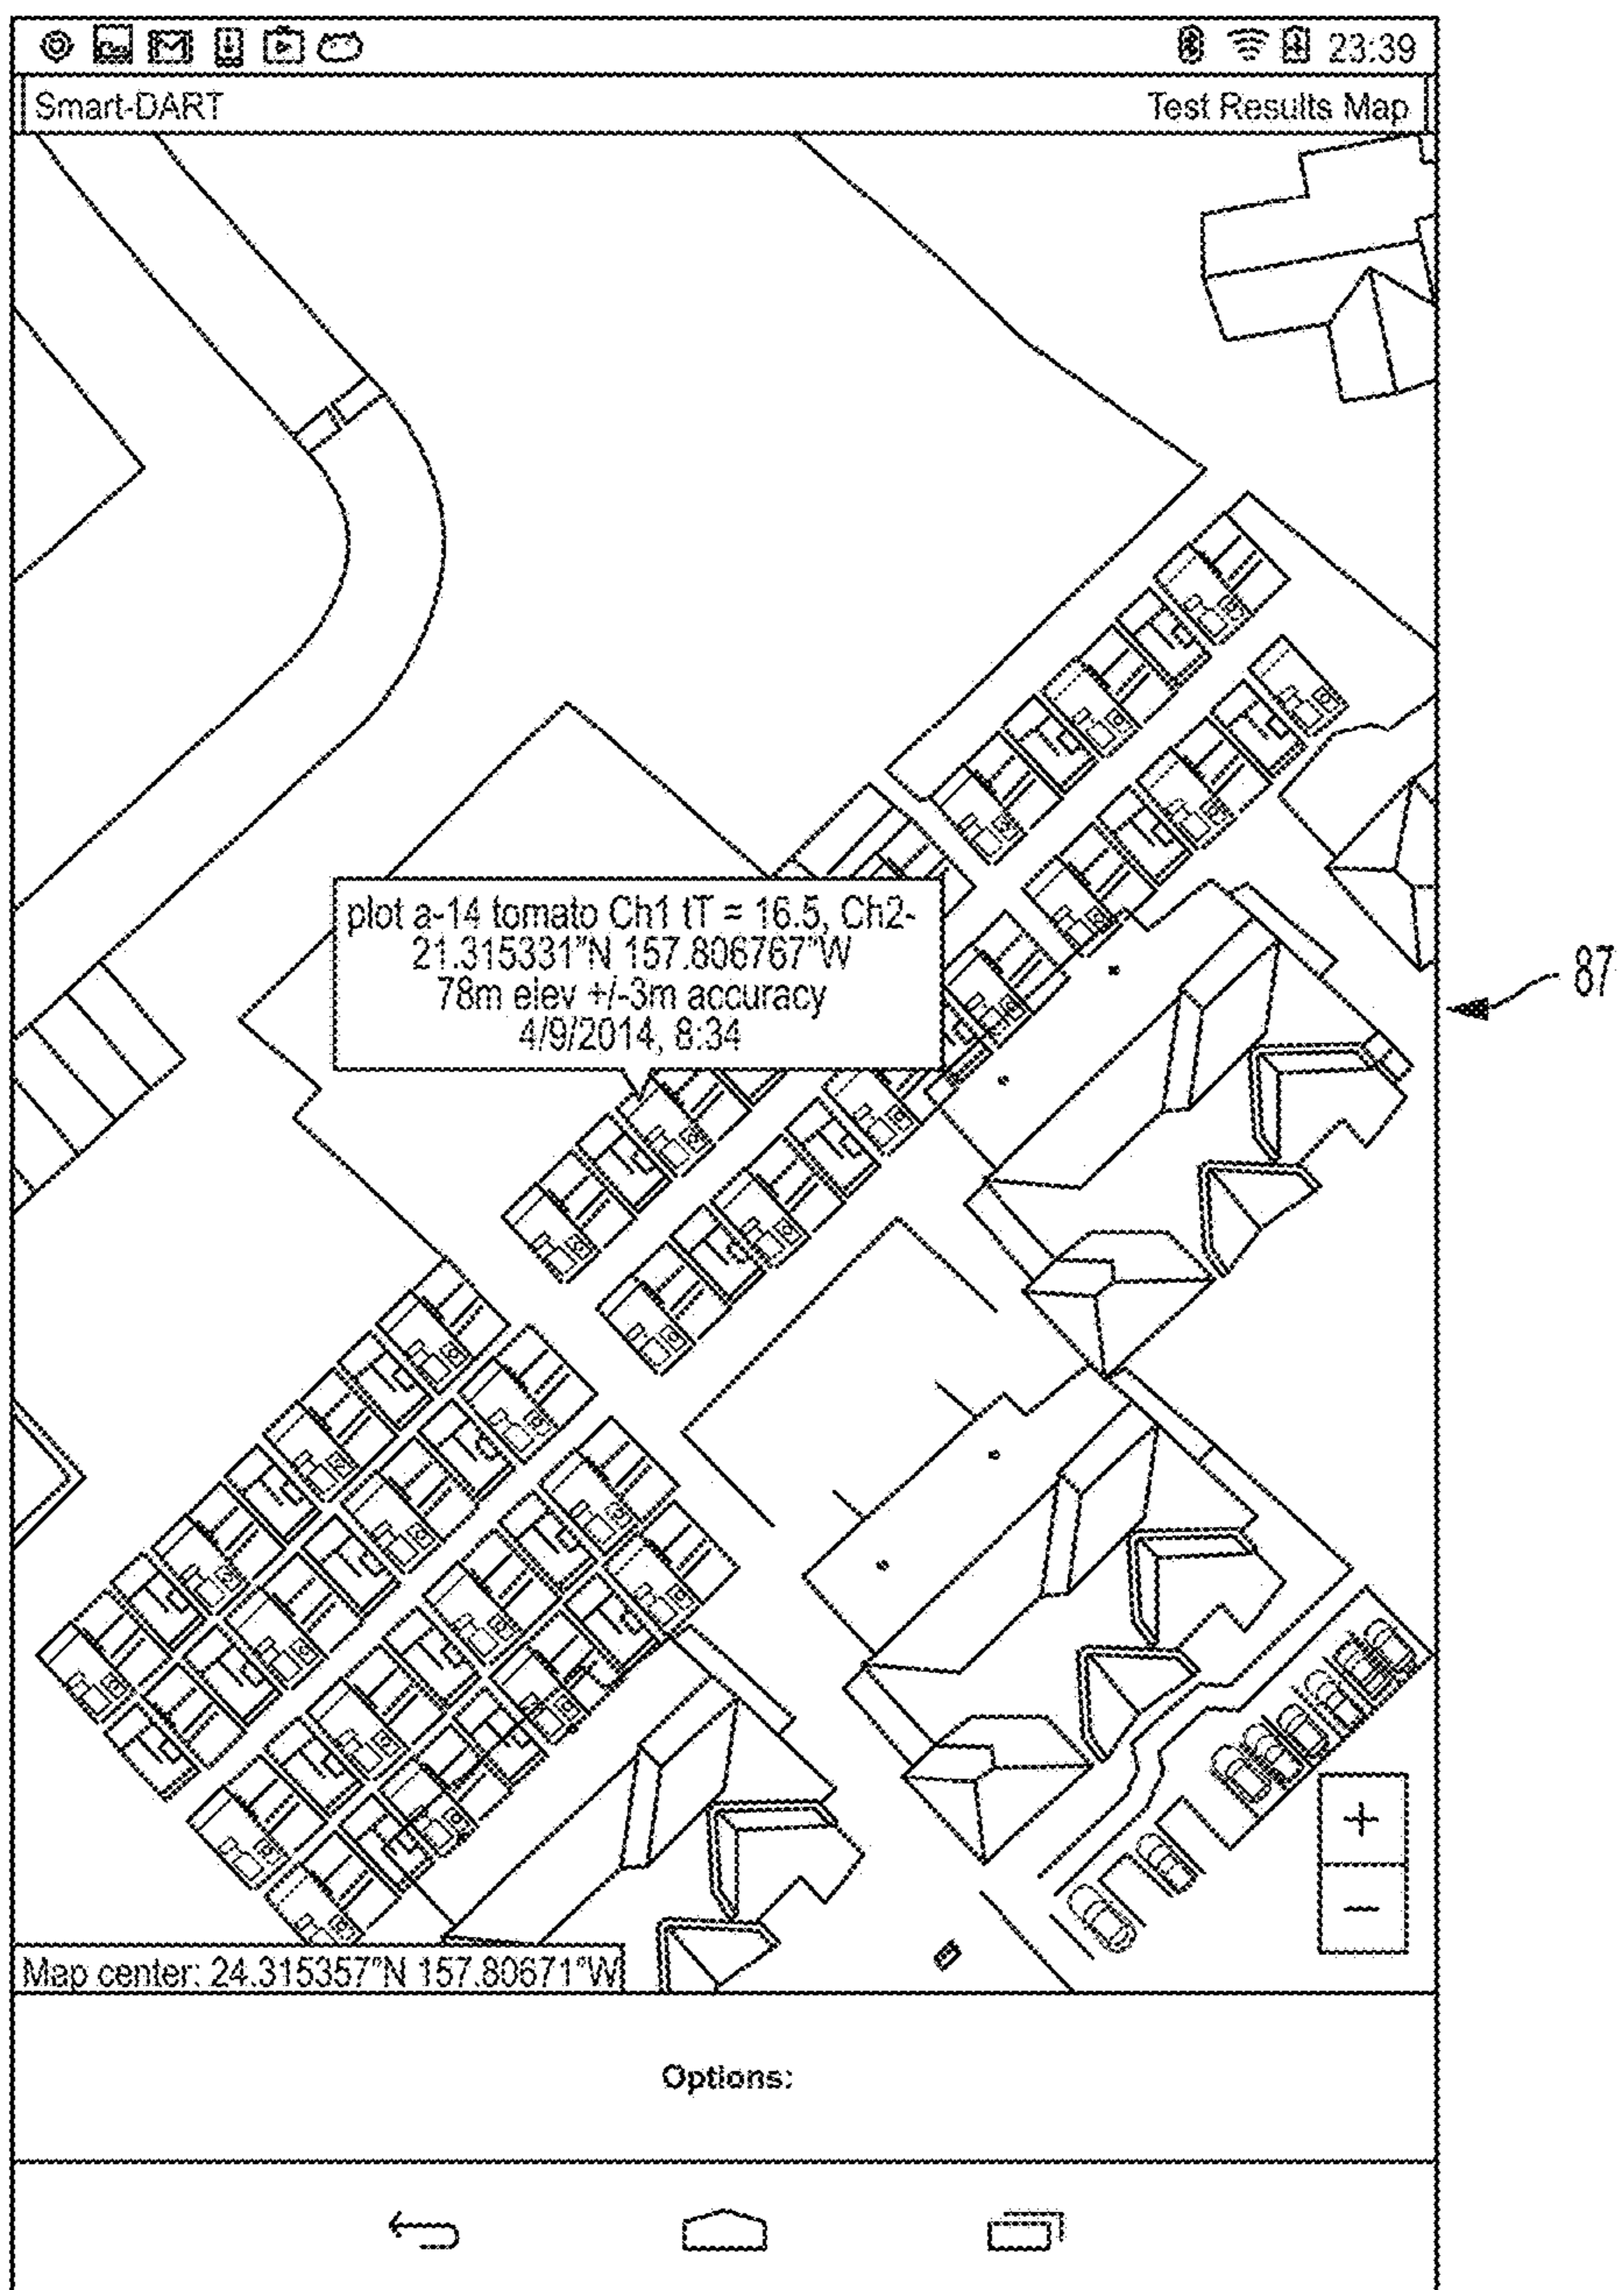 23:39
Smart-DART Test Results Map
plot a-14 tomato Ch1 tT = 16.5, Ch2-
21.315331"N 157.806767"W
78m elev +/-3m accuracy
4/9/2014, 8:34
87
+
−
Map center: 24.315357"N 157.80671"W
Options: